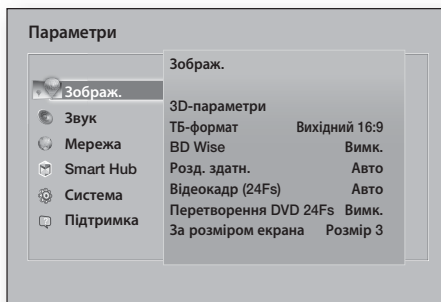 Параметри
Зображ.
Звук
Мережа
Smart Hub
Система
Підтримка
Зображ.
3D-параметри
ТБ-формат Вихідний 16:9
BD Wise Вимк.
Розд. здатн. Авто
Відеокадр (24Fs) Авто
Перетворення DVD 24Fs Вимк.
За розміром екрана Розмір 3